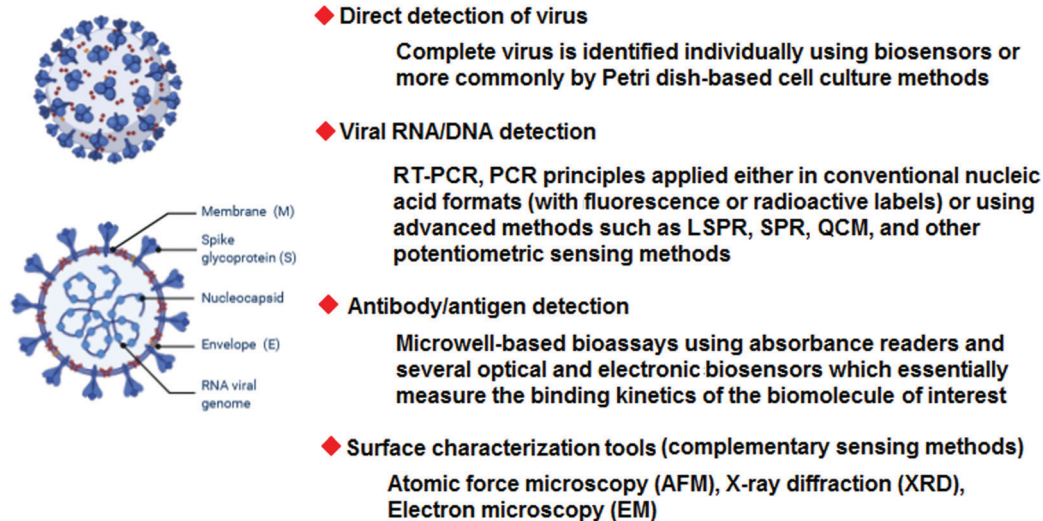 Direct detection of virus
Complete virus is identified individually using biosensors or
more commonly by Petri dish-based cell culture methods
Viral RNA/DNA detection
RT-PCR, PCR principles applied either in conventional nucleic
acid formats (with fluorescence or radioactive labels) or using
advanced methods such as LSPR, SPR, QCM, and other
potentiometric sensing methods
Antibody/antigen detection
Microwell-based bioassays using absorbance readers and
several optical and electronic biosensors which essentially
measure the binding kinetics of the biomolecule of interest
Surface characterization tools (complementary sensing methods)
Atomic force microscopy (AFM), X-ray diffraction (XRD),
Electron microscopy (EM)
Membrane (M)
Spike
glycoprotein (S)
Nucleocapsid
Envelope (E)
RNA viral
genome